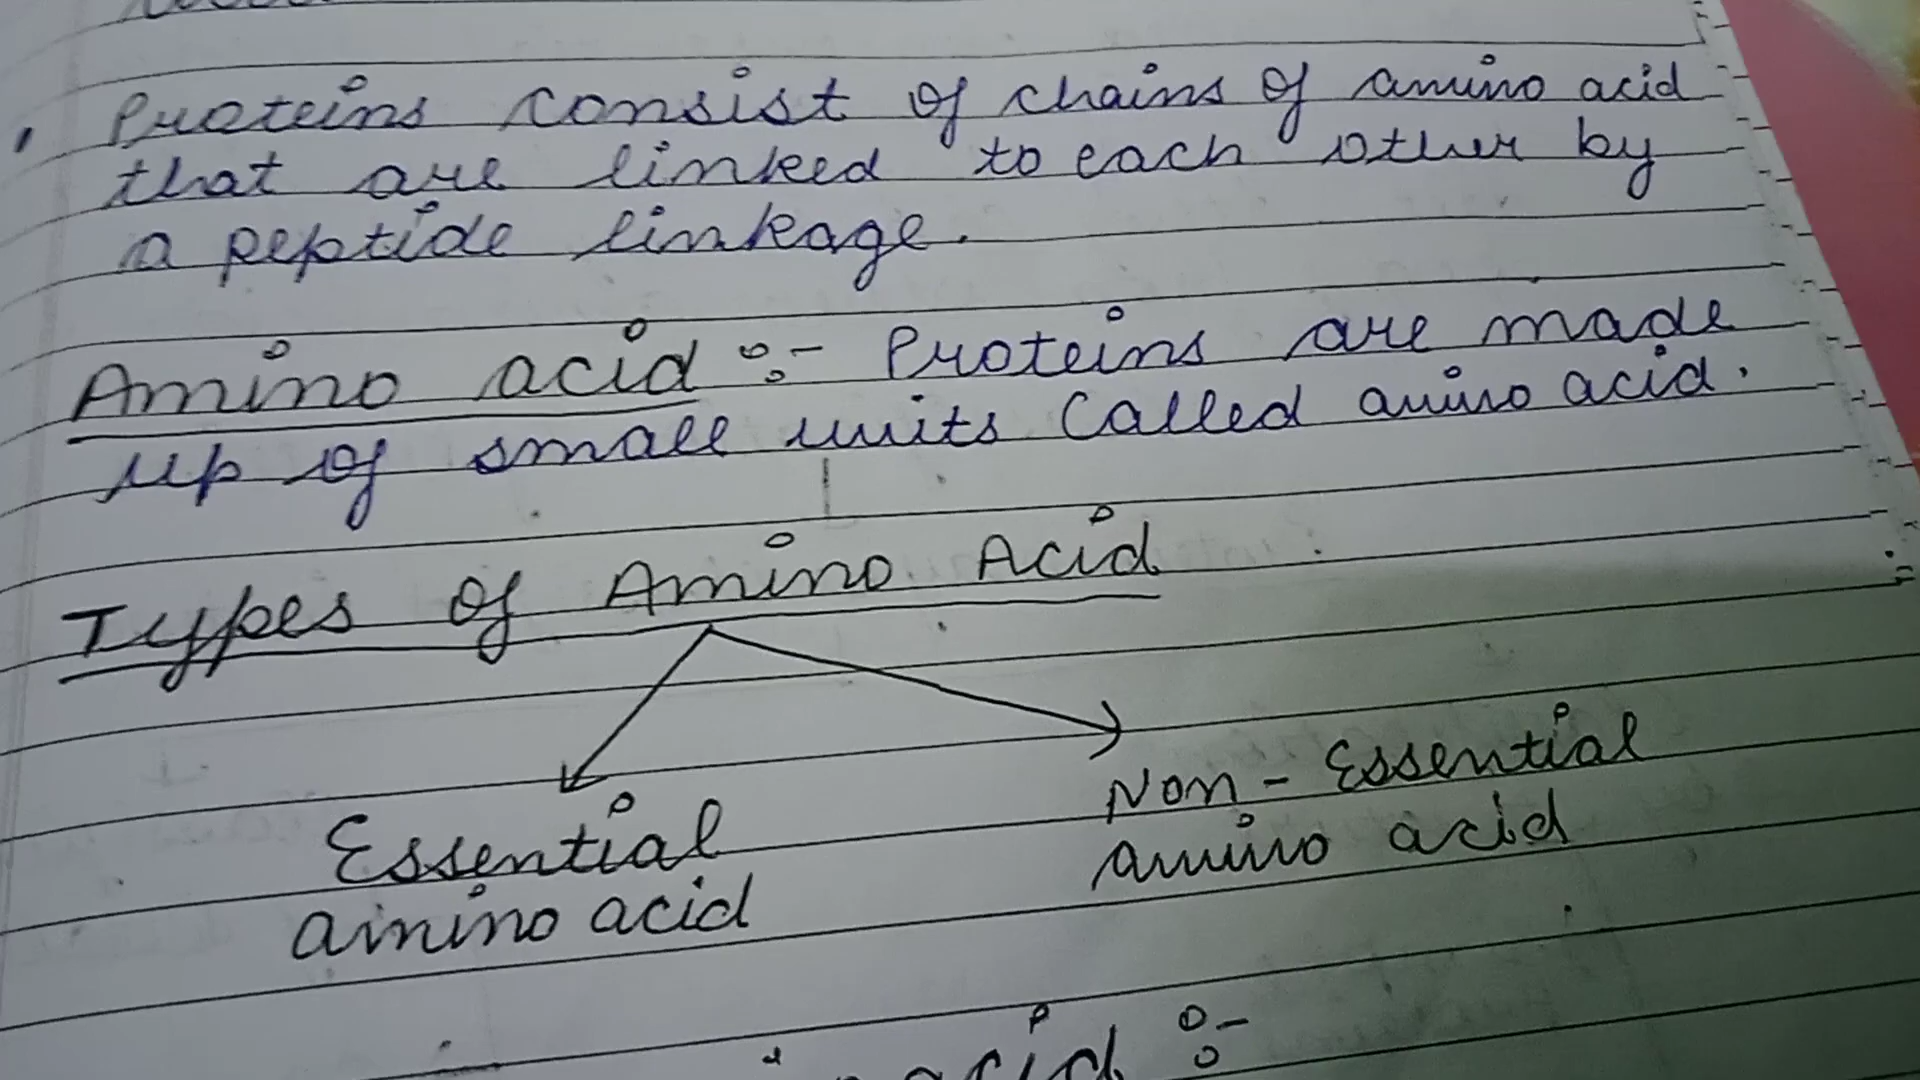 Proteins consist of chains of amino acid
that are linked to each other by
a peptide linkage.
Amino acid :- Proteins are made
up of small units Called amino acid.
Types of Amino Acid
Essential
amino acid
Non - Essential
amino acid
acid :-